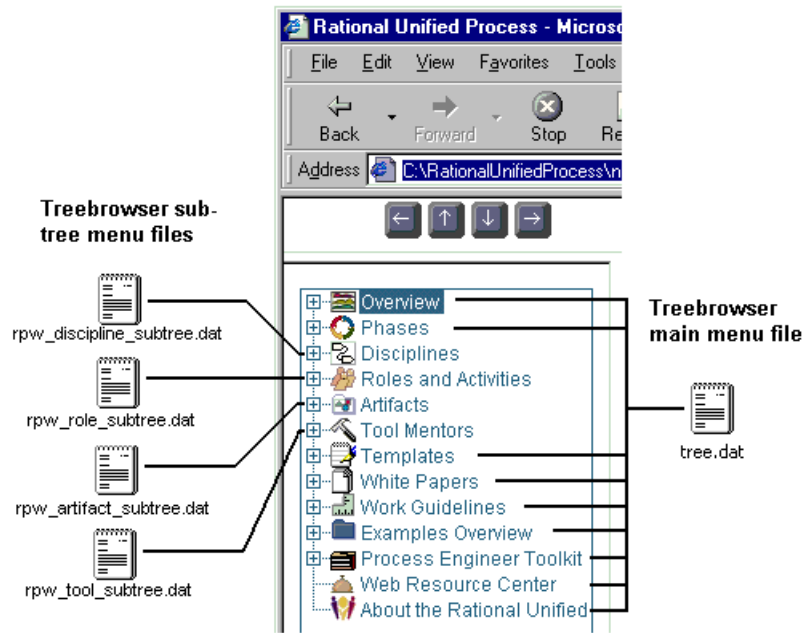 Rational Unified Process - Microso
File Edit View Favorites Tools
Back Forward Stop Re
Address C:\RationalUnifiedProcess\n
Treebrowser sub-
tree menu files
rpw_discipline_subtree.dat
rpw_role_subtree.dat
rpw_artifact_subtree.dat
rpw_tool_subtree.dat
Overview
Phases
Disciplines
Roles and Activities
Artifacts
Tool Mentors
Templates
White Papers
Work Guidelines
Examples Overview
Process Engineer Toolkit
Web Resource Center
About the Rational Unified
Treebrowser
main menu file
tree.dat